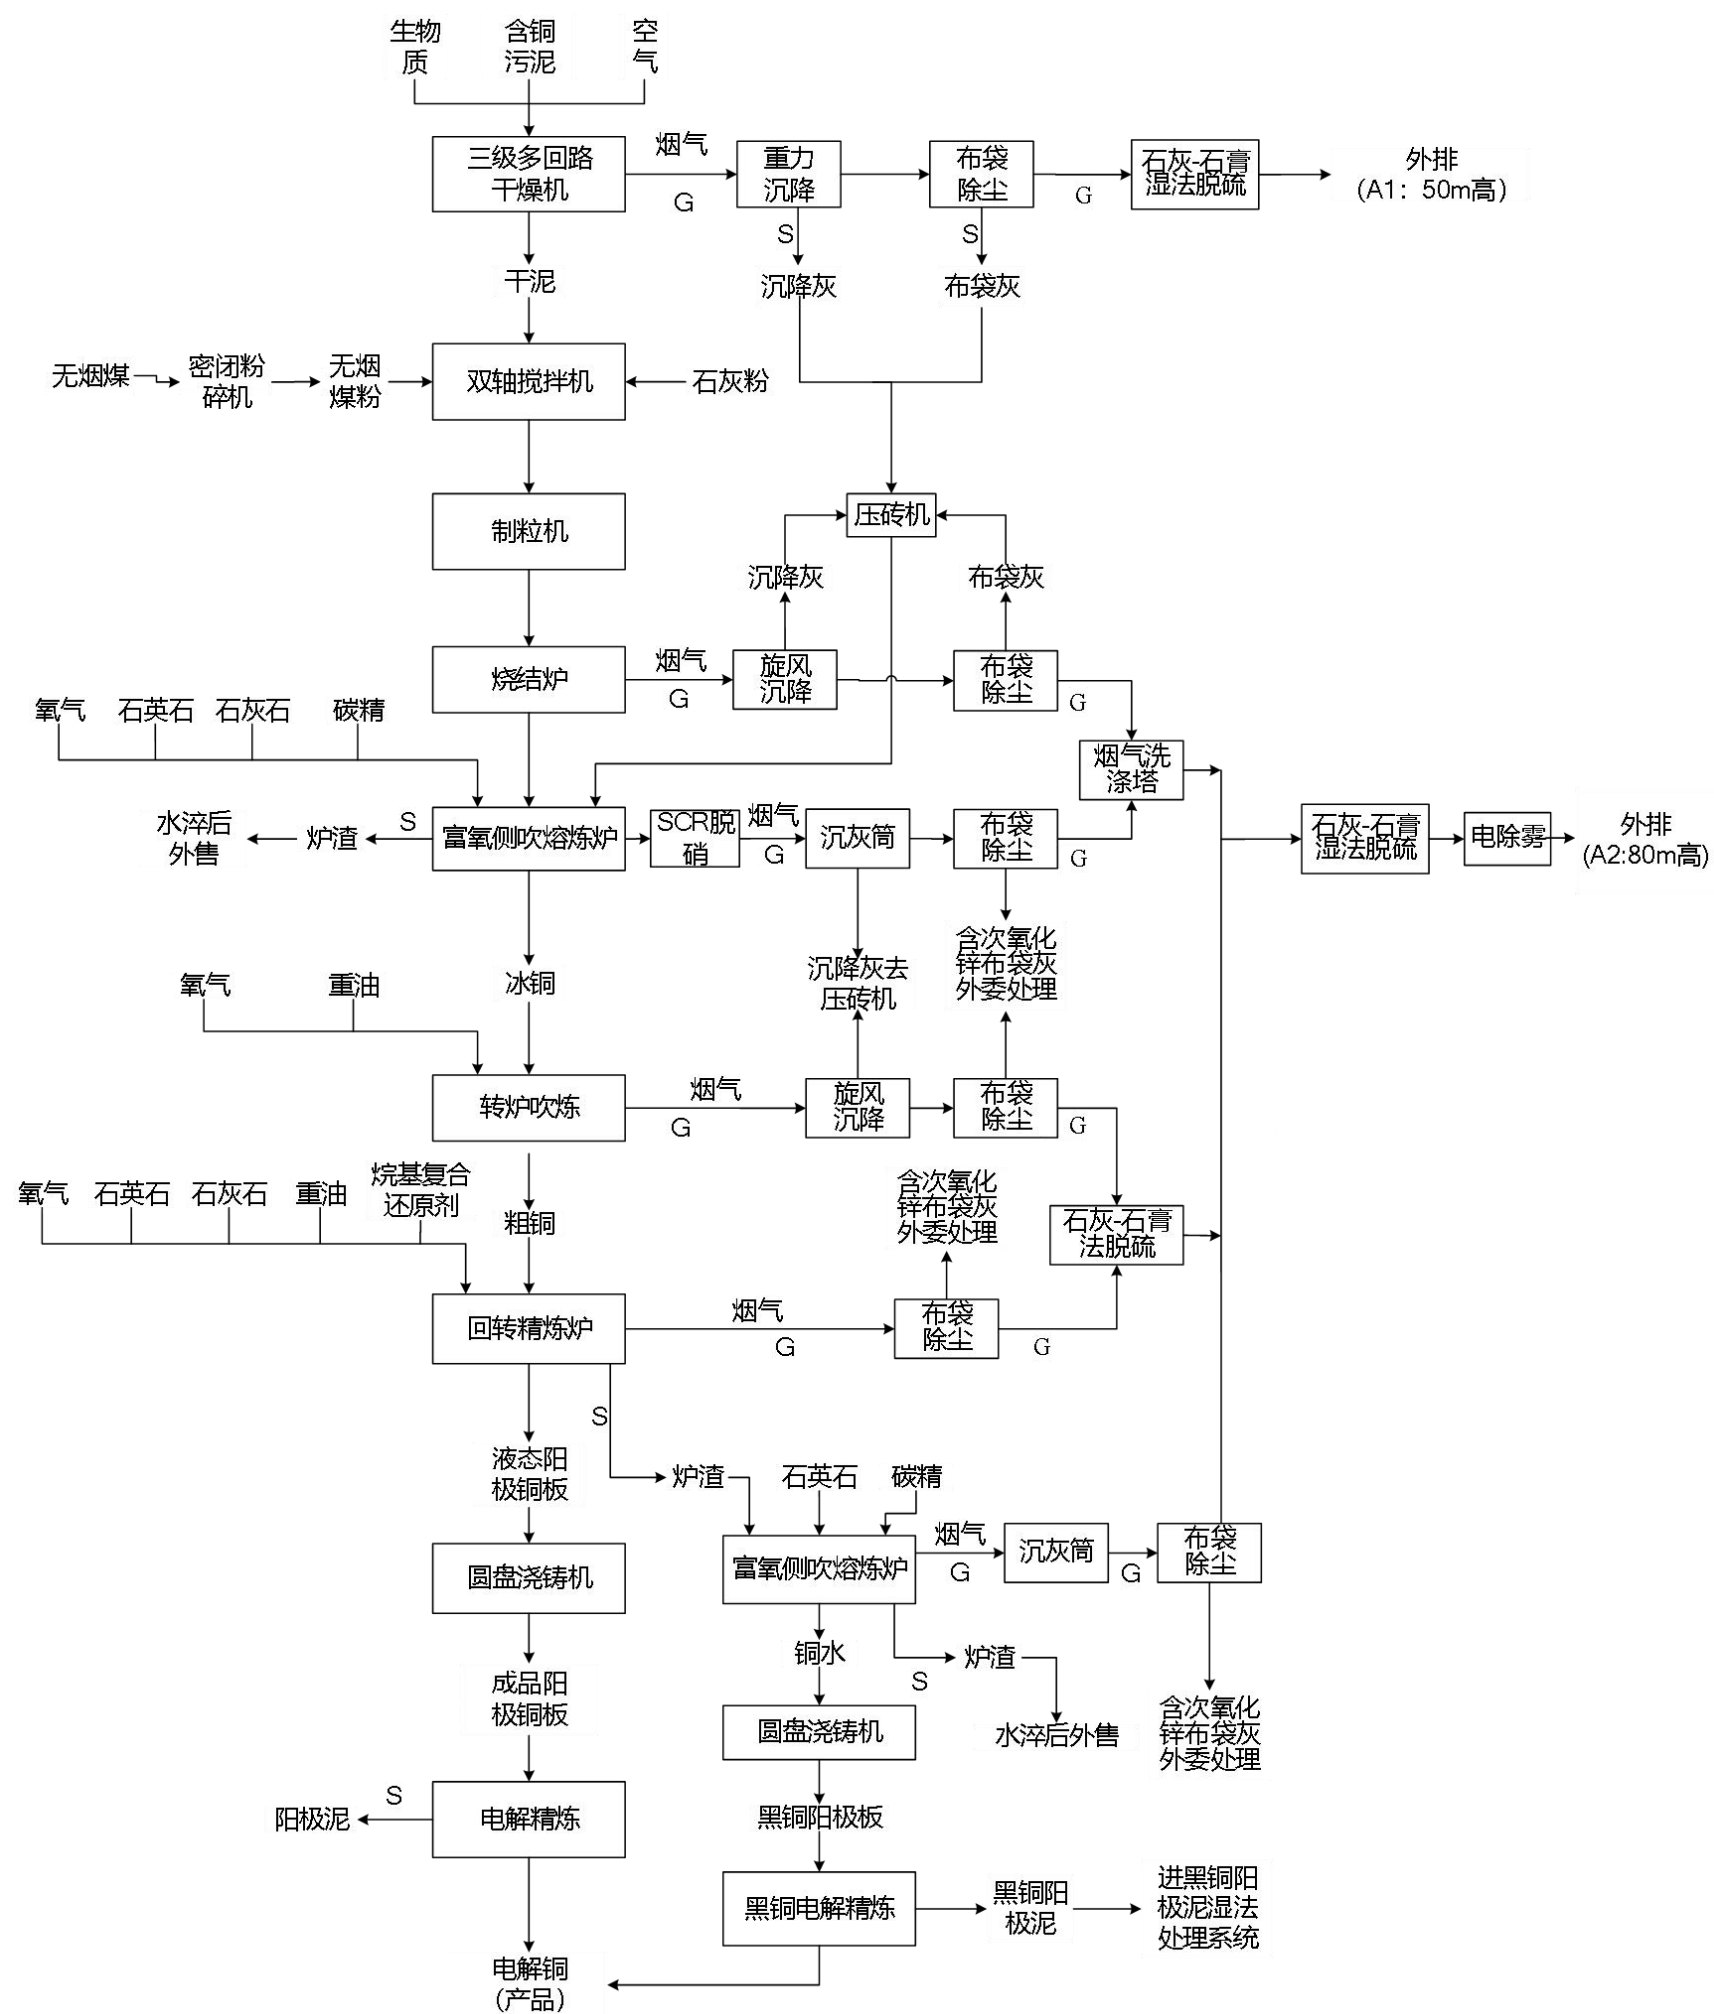 生物
质
含铜
污泥
空
气
三级多回路
干燥机
烟气
G
重力
沉降
布袋
除尘
G
石灰-石膏
湿法脱硫
外排
(A1：50m高）
S
沉降灰
S
布袋灰
干泥
无烟煤
密闭粉
碎机
无烟
煤粉
双轴搅拌机
石灰粉
制粒机
压砖机
沉降灰
布袋灰
烧结炉
烟气
G
旋风
沉降
布袋
除尘
G
氧气
石英石
石灰石
碳精
烟气洗
涤塔
水淬后
外售
炉渣
S
富氧侧吹熔炼炉
SCR脱
硝
烟气
G
沉灰筒
布袋
除尘
G
石灰-石膏
湿法脱硫
电除雾
外排
(A2:80m高)
沉降灰去
压砖机
含次氧化
锌布袋灰
外委处理
冰铜
氧气
重油
转炉吹炼
烟气
G
旋风
沉降
布袋
除尘
G
氧气
石英石
石灰石
重油
烷基复合
还原剂
粗铜
含次氧化
锌布袋灰
外委处理
石灰-石膏
法脱硫
回转精炼炉
烟气
G
布袋
除尘
G
S
液态阳
极铜板
炉渣
石英石
碳精
圆盘浇铸机
富氧侧吹熔炼炉
烟气
G
沉灰筒
G
布袋
除尘
铜水
S
炉渣
水淬后外售
含次氧化
锌布袋灰
外委处理
成品阳
极铜板
圆盘浇铸机
阳极泥
S
电解精炼
黑铜阳极板
黑铜电解精炼
黑铜阳
极泥
进黑铜阳
极泥湿法
处理系统
电解铜
（产品）